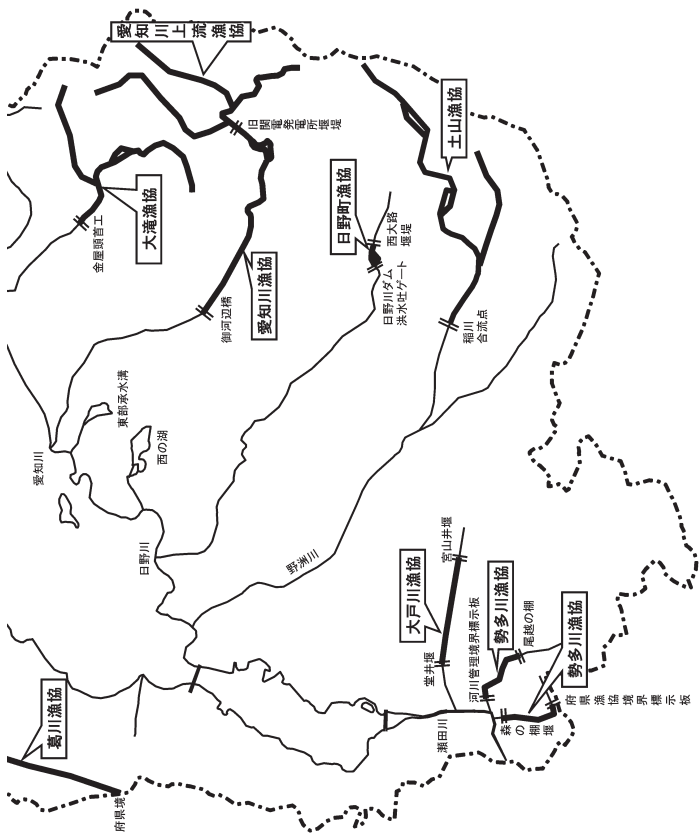 愛知川上流漁協
旧関電発電所堰堤
土山漁協
大滝漁協
金屋頭首工
日野町漁協
西大路
堰堤
愛知川漁協
御河辺橋
日野川ダム
洪水吐ゲート
稲川
合流点
東部承水溝
西の湖
愛知川
日野川
野洲川
宮山井堰
大戸川漁協
堂井堰
河川管理境界標示板
勢多川漁協
尾越の棚
勢多川漁協
府県漁協境界標示板
森の棚堰
瀬田川
葛川漁協
府県境